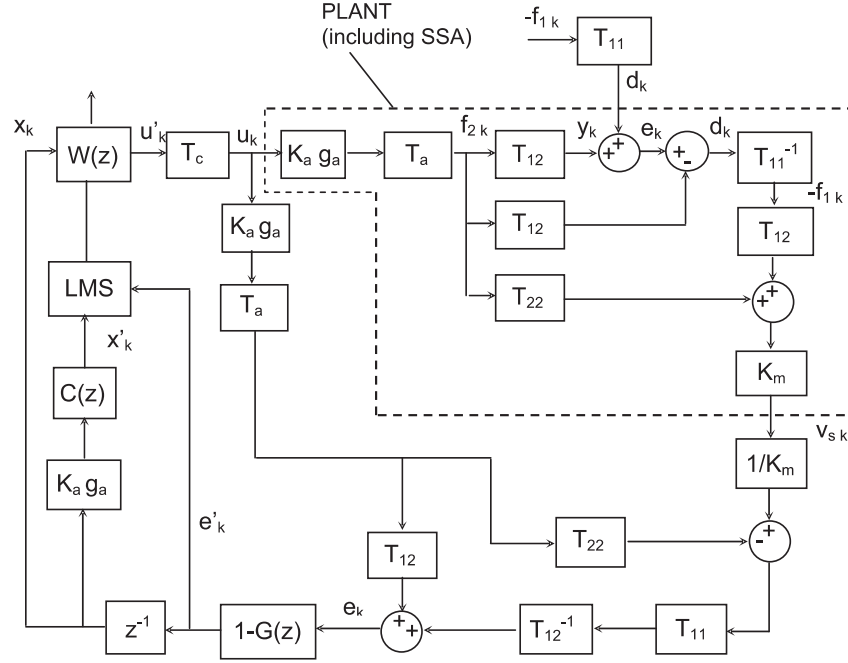 PLANT
(including SSA)
-f1 k
T11
dk
xk
u'k
uk
f2 k
yk
ek
dk
W(z)
Tc
Ka ga
Ta
T12
++
+-
T11-1
-f1 k
Ka ga
T12
T12
LMS
Ta
T22
++
x'k
Km
C(z)
vs k
1/Km
Ka ga
e'k
T12
T22
-+
ek
z-1
1-G(z)
++
T12-1
T11